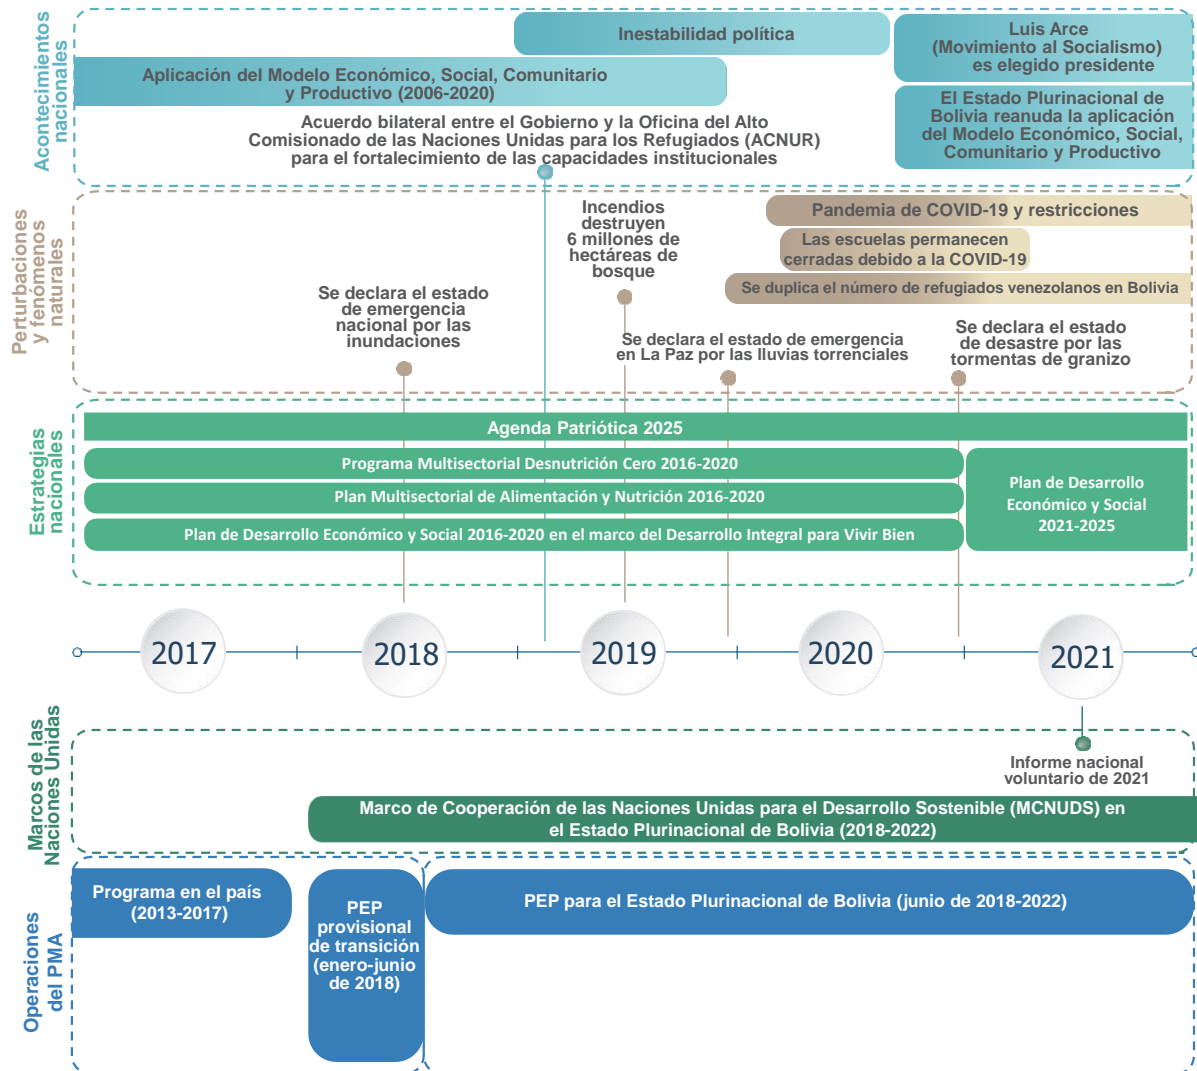 Acontecimientos
nacionales
Inestabilidad política
Luis Arce
(Movimiento al Socialismo)
es elegido presidente
Aplicación del Modelo Económico, Social, Comunitario
y Productivo (2006-2020)
El Estado Plurinacional de
Bolivia reanuda la aplicación
del Modelo Económico, Social,
Comunitario y Productivo
Acuerdo bilateral entre el Gobierno y la Oficina del Alto
Comisionado de las Naciones Unidas para los Refugiados (ACNUR)
para el fortalecimiento de las capacidades institucionales
Perturbaciones
y fenómenos
naturales
Incendios
destruyen
6 millones de
hectáreas de
bosque
Pandemia de COVID-19 y restricciones
Las escuelas permanecen
cerradas debido a la COVID-19
Se duplica el número de refugiados venezolanos en Bolivia
Se declara el estado
de emergencia
nacional por las
inundaciones
Se declara el estado de emergencia
en La Paz por las lluvias torrenciales
Se declara el estado
de desastre por las
tormentas de granizo
Estrategias
nacionales
Agenda Patriótica 2025
Programa Multisectorial Desnutrición Cero 2016-2020
Plan Multisectorial de Alimentación y Nutrición 2016-2020
Plan de Desarrollo Económico y Social 2016-2020 en el marco del Desarrollo Integral para Vivir Bien
Plan de Desarrollo
Económico y Social
2021-2025
2017
2018
2019
2020
2021
Marcos de las
Naciones Unidas
Informe nacional
voluntario de 2021
Marco de Cooperación de las Naciones Unidas para el Desarrollo Sostenible (MCNUDS) en
el Estado Plurinacional de Bolivia (2018-2022)
Operaciones
del PMA
Programa en el país
(2013-2017)
PEP
provisional
de transición
(enero-junio
de 2018)
PEP para el Estado Plurinacional de Bolivia (junio de 2018-2022)